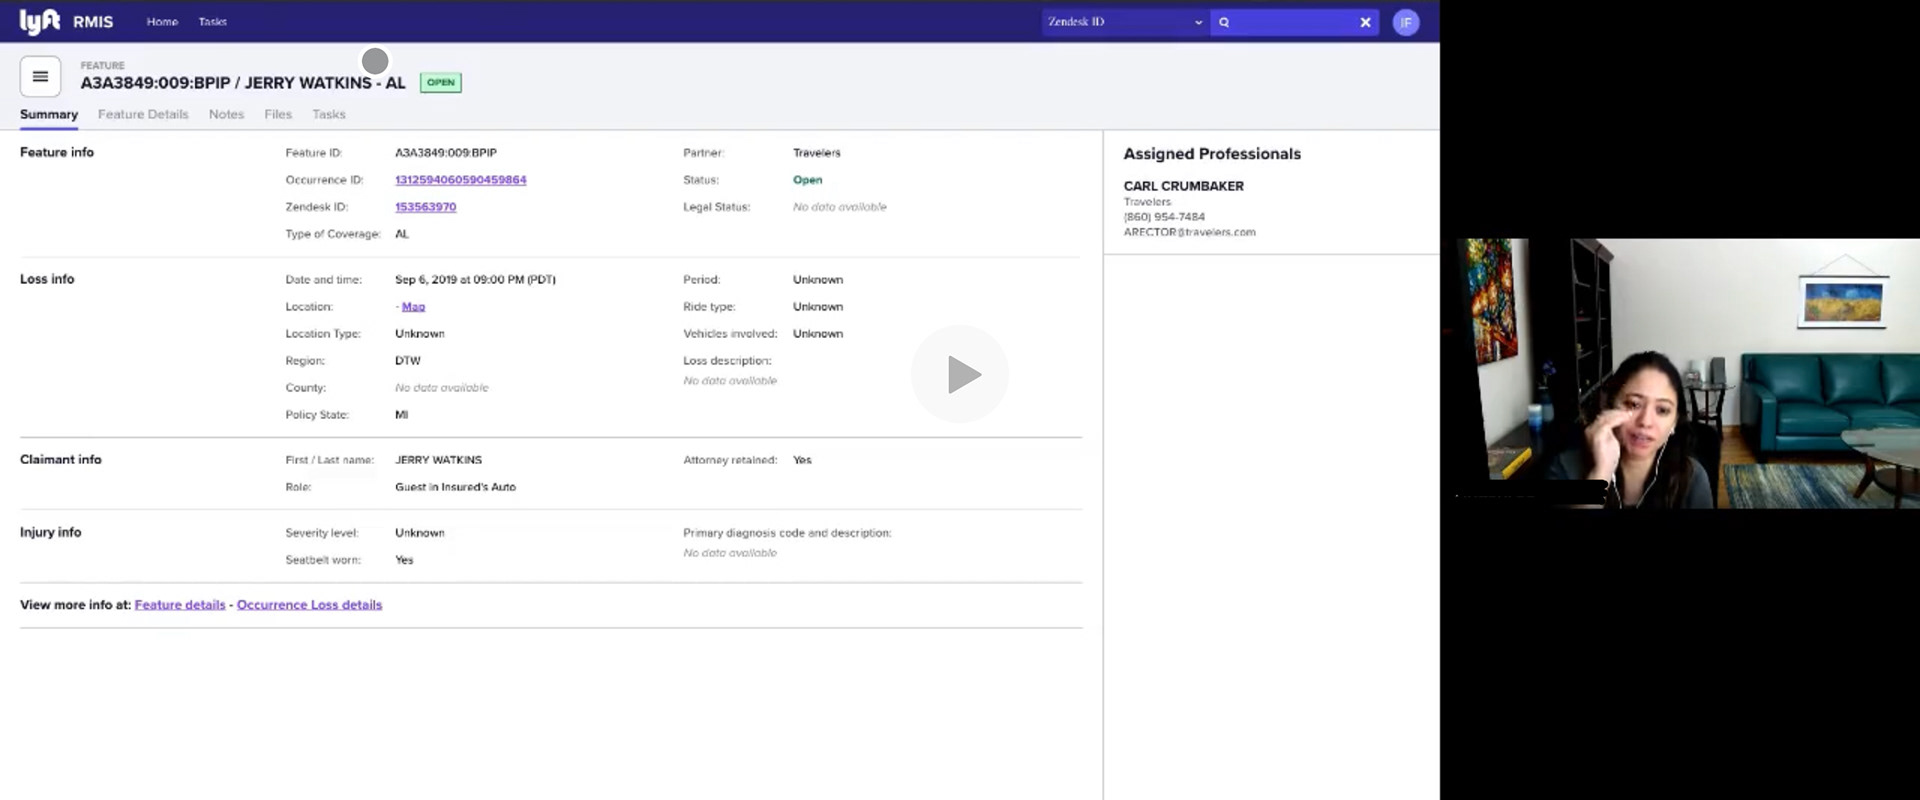 lyft RMIS Home Tasks Zendesk ID JF
FEATURE
A3A3849:009:BPIP / JERRY WATKINS - AL OPEN
Summary Feature Details Notes Files Tasks
Feature info
Feature ID: A3A3849:009:BPIP
Occurrence ID: 1312594060590459864
Zendesk ID: 153563970
Type of Coverage: AL
Partner: Travelers
Status: Open
Legal Status: No data available
Loss info
Date and time: Sep 6, 2019 at 09:00 PM (PDT)
Location: - Map
Location Type: Unknown
Region: DTW
County: No data available
Policy State: MI
Period: Unknown
Ride type: Unknown
Vehicles involved: Unknown
Loss description:
No data available
Claimant info
First / Last name: JERRY WATKINS
Role: Guest in Insured's Auto
Attorney retained: Yes
Injury info
Severity level: Unknown
Seatbelt worn: Yes
Primary diagnosis code and description:
No data available
View more info at: Feature details - Occurrence Loss details
Assigned Professionals
CARL CRUMBAKER
Travelers
(860) 954-7484
ARECTOR@travelers.com